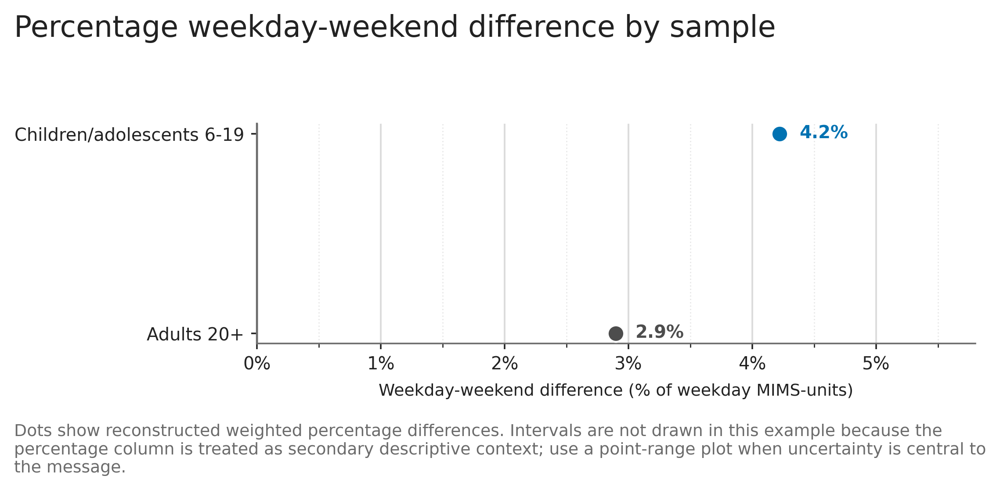 Percentage weekday-weekend difference by sample
Children/adolescents 6-19
4.2%
Adults 20+
2.9%
0% 1% 2% 3% 4% 5%
Weekday-weekend difference (% of weekday MIMS-units)
Dots show reconstructed weighted percentage differences. Intervals are not drawn in this example because the
percentage column is treated as secondary descriptive context; use a point-range plot when uncertainty is central to
the message.